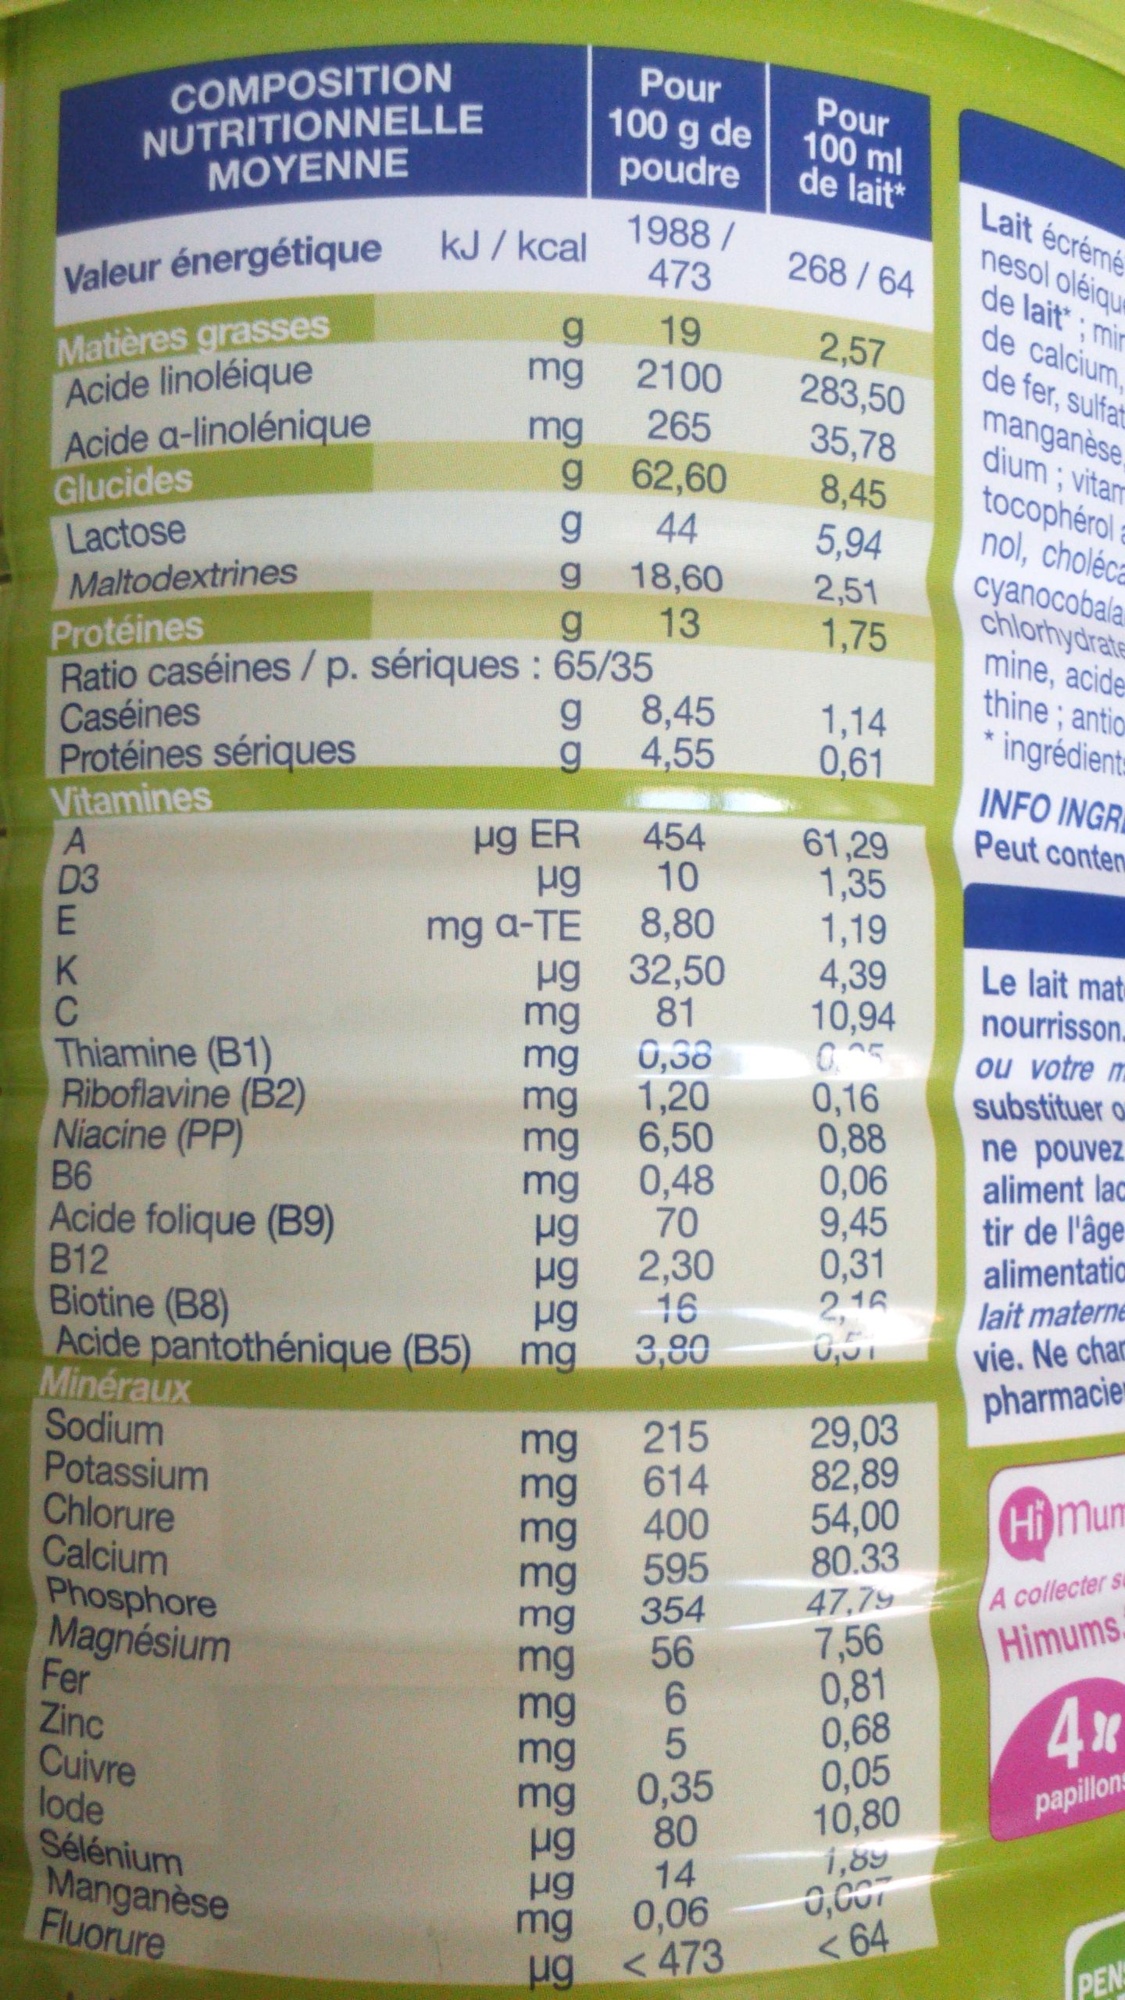 COMPOSITION
NUTRITIONNELLE
MOYENNE
Pour
100 g de
poudre
Pour
100 ml
de lait*
Valeur énergétique kJ / kcal 1988 / 473 268 / 64
Matières grasses g 19 2,57
Acide linoléique mg 2100 283,50
Acide α-linolénique mg 265 35,78
Glucides g 62,60 8,45
Lactose g 44 5,94
Maltodextrines g 18,60 2,51
Protéines g 13 1,75
Ratio caséines / p. sériques : 65/35
Caséines g 8,45 1,14
Protéines sériques g 4,55 0,61
Vitamines
A µg ER 454 61,29
D3 µg 10 1,35
E mg α-TE 8,80 1,19
K µg 32,50 4,39
C mg 81 10,94
Thiamine (B1) mg 0,38
Riboflavine (B2) mg 1,20 0,16
Niacine (PP) mg 6,50 0,88
B6 mg 0,48 0,06
Acide folique (B9) µg 70 9,45
B12 µg 2,30 0,31
Biotine (B8) µg 16 2,16
Acide pantothénique (B5) mg 3,80 0,51
Minéraux
Sodium mg 215 29,03
Potassium mg 614 82,89
Chlorure mg 400 54,00
Calcium mg 595 80.33
Phosphore mg 354 47,79
Magnésium mg 56 7,56
Fer mg 6 0,81
Zinc mg 5 0,68
Cuivre mg 0,35 0,05
Iode µg 80 10,80
Sélénium µg 14 1,89
Manganèse mg 0,06 0,007
Fluorure µg < 473 < 64
Lait écrémé
nesol
de lait* ;
de calcium,
de fer,
manganèse,
dium ;
tocophérol
nol,
mine, acide
thine ;
* ingrédients
INFO
Peut
Le lait
nourrisson.
ou votre
substituer
ne pouvez
aliment
tir de l'âge
lait
vie. Ne
Hi Mum
A collecter
Himums.
4
papillons